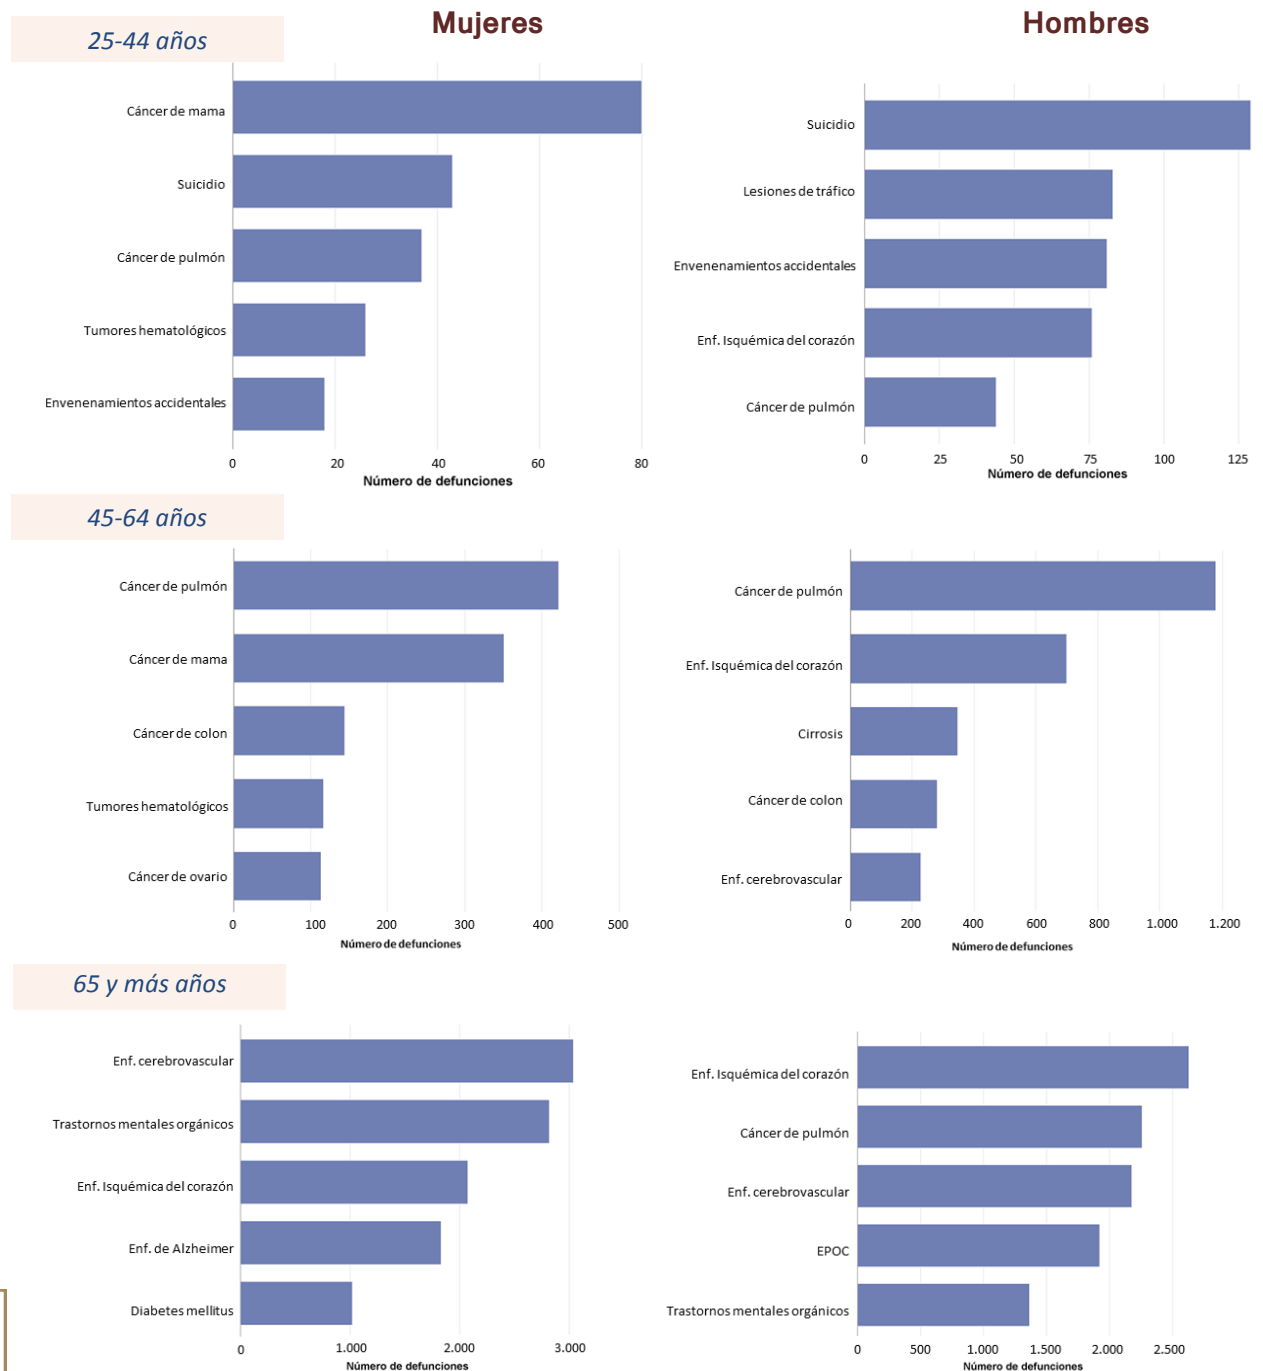 Mujeres
Hombres
25-44 años
Cáncer de mama
Suicidio
Cáncer de pulmón
Tumores hematológicos
Envenenamientos accidentales
0 20 40 60 80
Número de defunciones
Suicidio
Lesiones de tráfico
Envenenamientos accidentales
Enf. Isquémica del corazón
Cáncer de pulmón
0 25 50 75 100 125
Número de defunciones
45-64 años
Cáncer de pulmón
Cáncer de mama
Cáncer de colon
Tumores hematológicos
Cáncer de ovario
0 100 200 300 400 500
Número de defunciones
Cáncer de pulmón
Enf. Isquémica del corazón
Cirrosis
Cáncer de colon
Enf. cerebrovascular
0 200 400 600 800 1.000 1.200
Número de defunciones
65 y más años
Enf. cerebrovascular
Trastornos mentales orgánicos
Enf. Isquémica del corazón
Enf. de Alzheimer
Diabetes mellitus
0 1.000 2.000 3.000
Número de defunciones
Enf. Isquémica del corazón
Cáncer de pulmón
Enf. cerebrovascular
EPOC
Trastornos mentales orgánicos
0 500 1.000 1.500 2.000 2.500
Número de defunciones